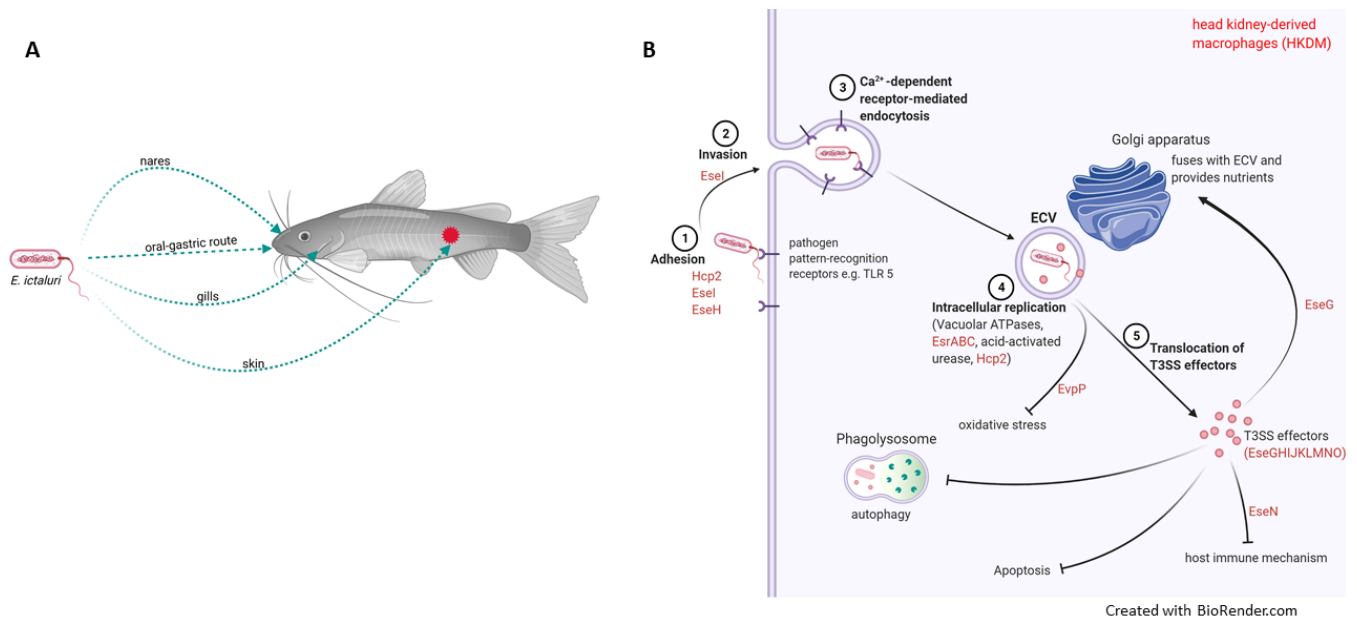 A
nares
oral-gastric route
E. ictaluri
gills
skin
B
head kidney-derived
macrophages (HKDM)
3
Ca²⁺ -dependent
receptor-mediated
endocytosis
2
Invasion
EseI
1
Adhesion
Hcp2
EseI
EseH
pathogen
pattern-recognition
receptors e.g. TLR 5
Golgi apparatus
fuses with ECV and
provides nutrients
ECV
4
Intracellular replication
(Vacuolar ATPases,
EsrABC, acid-activated
urease, Hcp2)
5
Translocation of
T3SS effectors
EseG
EvpP
oxidative stress
T3SS effectors
(EseGHIJKLMNO)
Phagolysosome
autophagy
EseN
host immune mechanism
Apoptosis
Created with BioRender.com